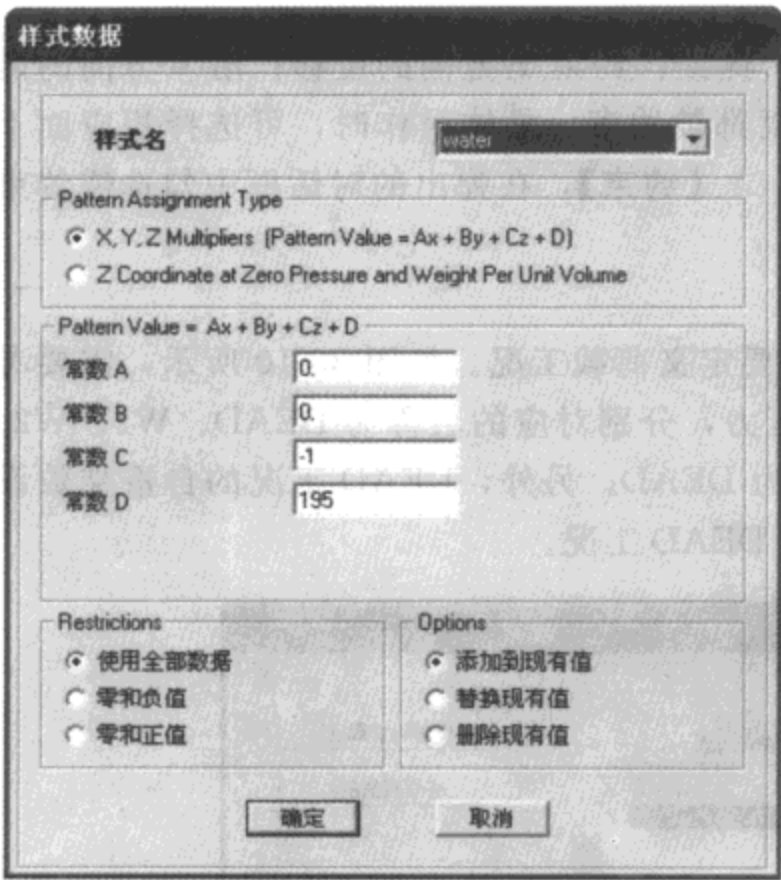 样式数据
样式名
water
Pattern Assignment Type
X, Y, Z Multipliers (Pattern Value = Ax + By + Cz + D)
Z Coordinate at Zero Pressure and Weight Per Unit Volume
Pattern Value = Ax + By + Cz + D
常数 A
0.
常数 B
0.
常数 C
-1
常数 D
195
Restrictions
使用全部数据
零和负值
零和正值
Options
添加到现有值
替换现有值
删除现有值
确定
取消